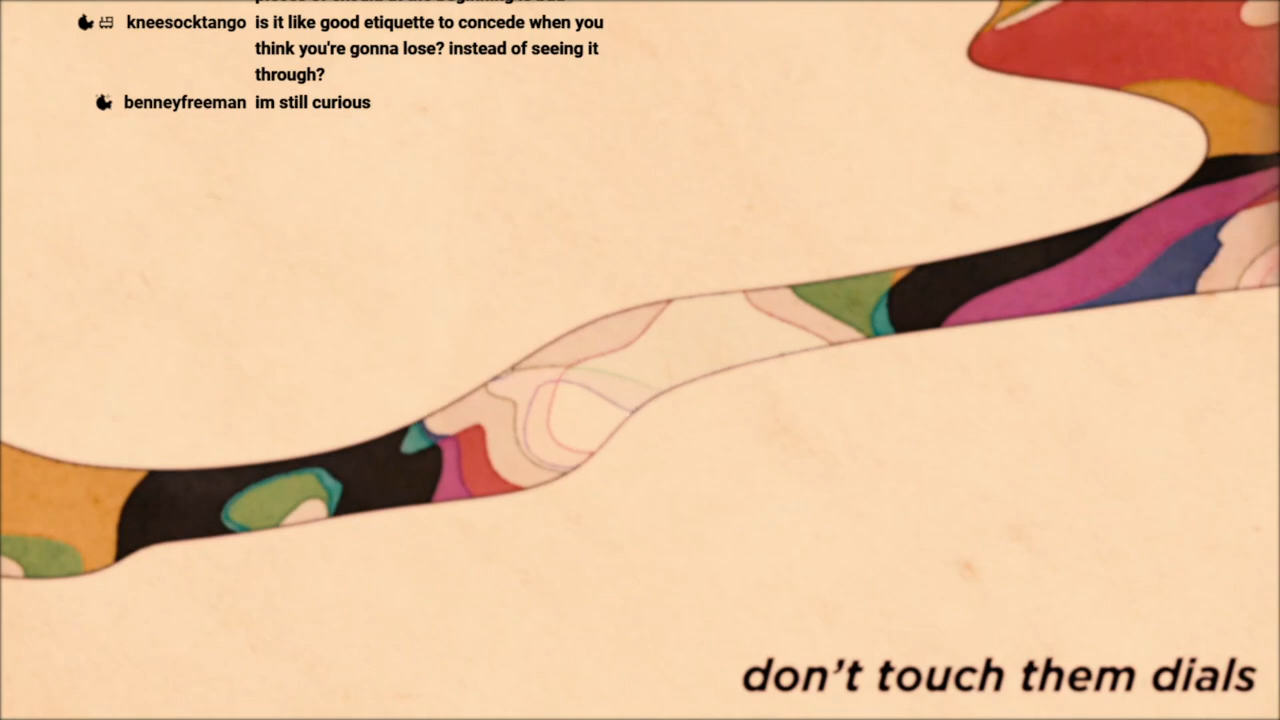 kneesocktango is it like good etiquette to concede when you
think you're gonna lose? instead of seeing it
through?
benneyfreeman im still curious
don't touch them dials